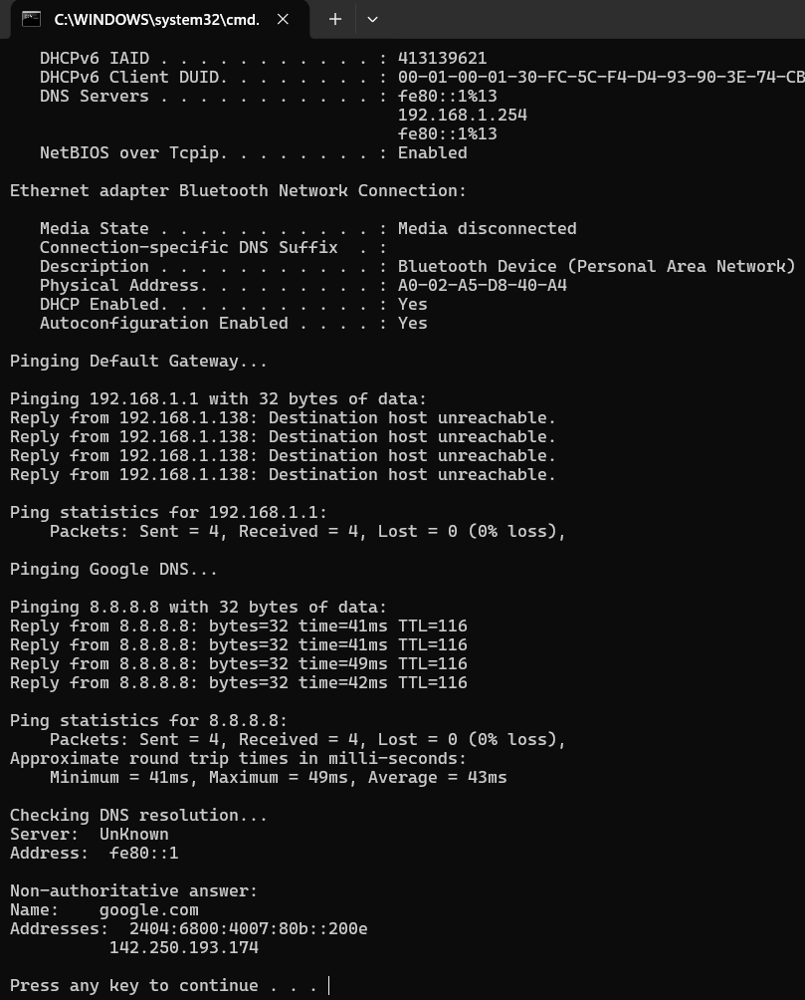 C:\WINDOWS\system32\cmd.
DHCPv6 IAID . . . . . . . . . . . : 413139621
DHCPv6 Client DUID. . . . . . . . : 00-01-00-01-30-FC-5C-F4-D4-93-90-3E-74-CB
DNS Servers . . . . . . . . . . . : fe80::1%13
192.168.1.254
fe80::1%13
NetBIOS over Tcpip. . . . . . . . : Enabled
Ethernet adapter Bluetooth Network Connection:
Media State . . . . . . . . . . . : Media disconnected
Connection-specific DNS Suffix  . :
Description . . . . . . . . . . . : Bluetooth Device (Personal Area Network)
Physical Address. . . . . . . . . : A0-02-A5-D8-40-A4
DHCP Enabled. . . . . . . . . . . : Yes
Autoconfiguration Enabled . . . . : Yes
Pinging Default Gateway...
Pinging 192.168.1.1 with 32 bytes of data:
Reply from 192.168.1.138: Destination host unreachable.
Reply from 192.168.1.138: Destination host unreachable.
Reply from 192.168.1.138: Destination host unreachable.
Reply from 192.168.1.138: Destination host unreachable.
Ping statistics for 192.168.1.1:
Packets: Sent = 4, Received = 4, Lost = 0 (0% loss),
Pinging Google DNS...
Pinging 8.8.8.8 with 32 bytes of data:
Reply from 8.8.8.8: bytes=32 time=41ms TTL=116
Reply from 8.8.8.8: bytes=32 time=41ms TTL=116
Reply from 8.8.8.8: bytes=32 time=49ms TTL=116
Reply from 8.8.8.8: bytes=32 time=42ms TTL=116
Ping statistics for 8.8.8.8:
Packets: Sent = 4, Received = 4, Lost = 0 (0% loss),
Approximate round trip times in milli-seconds:
Minimum = 41ms, Maximum = 49ms, Average = 43ms
Checking DNS resolution...
Server:  UnKnown
Address:  fe80::1
Non-authoritative answer:
Name:    google.com
Addresses:  2404:6800:4007:80b::200e
142.250.193.174
Press any key to continue . . .